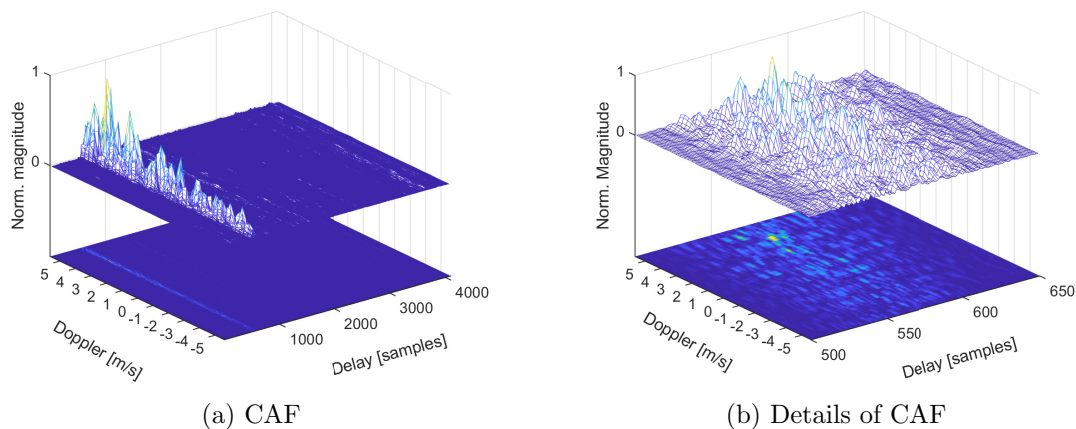 1
0
Norm. magnitude
5 4 3 2 1 0 -1 -2 -3 -4 -5
Doppler [m/s]
1000 2000 3000 4000
Delay [samples]
(a) CAF
1
0
Norm. Magnitude
5 4 3 2 1 0 -1 -2 -3 -4 -5
Doppler [m/s]
500 550 600 650
Delay [samples]
(b) Details of CAF